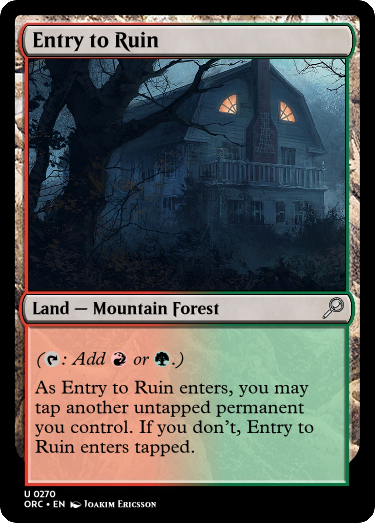 Entry to Ruin
Land — Mountain Forest
(: Add or .)
As Entry to Ruin enters, you may
tap another untapped permanent
you control. If you don't, Entry to
Ruin enters tapped.
U 0270
ORC • EN Joakim Ericsson